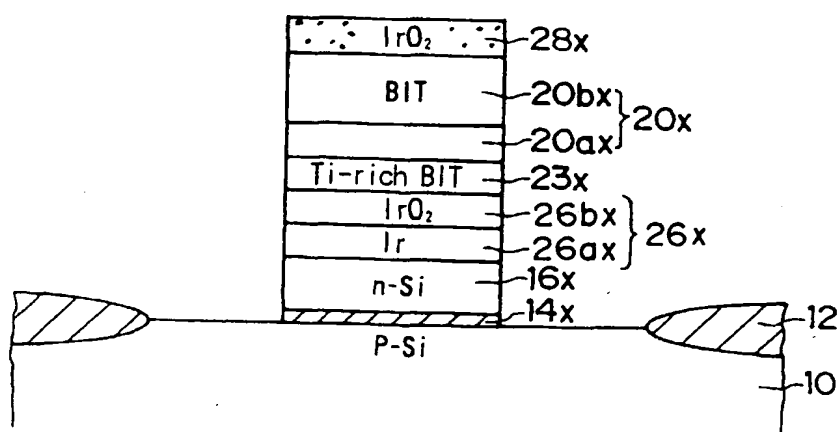 IrO₂ 28x
BIT 20bx
20x
20ax
Ti-rich BIT 23x
IrO₂ 26bx
26x
Ir 26ax
n-Si 16x
14x
P-Si
12
10